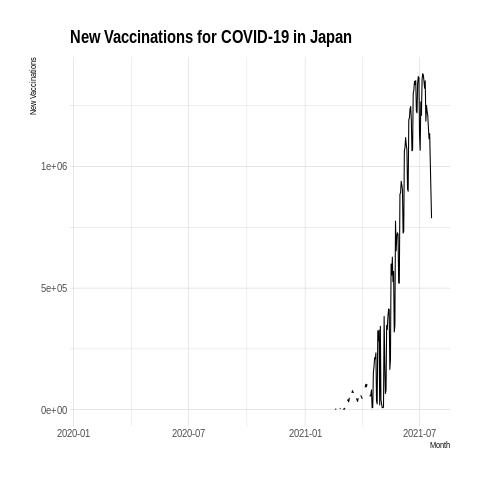 New Vaccinations for COVID-19 in Japan
New Vaccinations
1e+06
5e+05
0e+00
2020-01 2020-07 2021-01 2021-07
Month